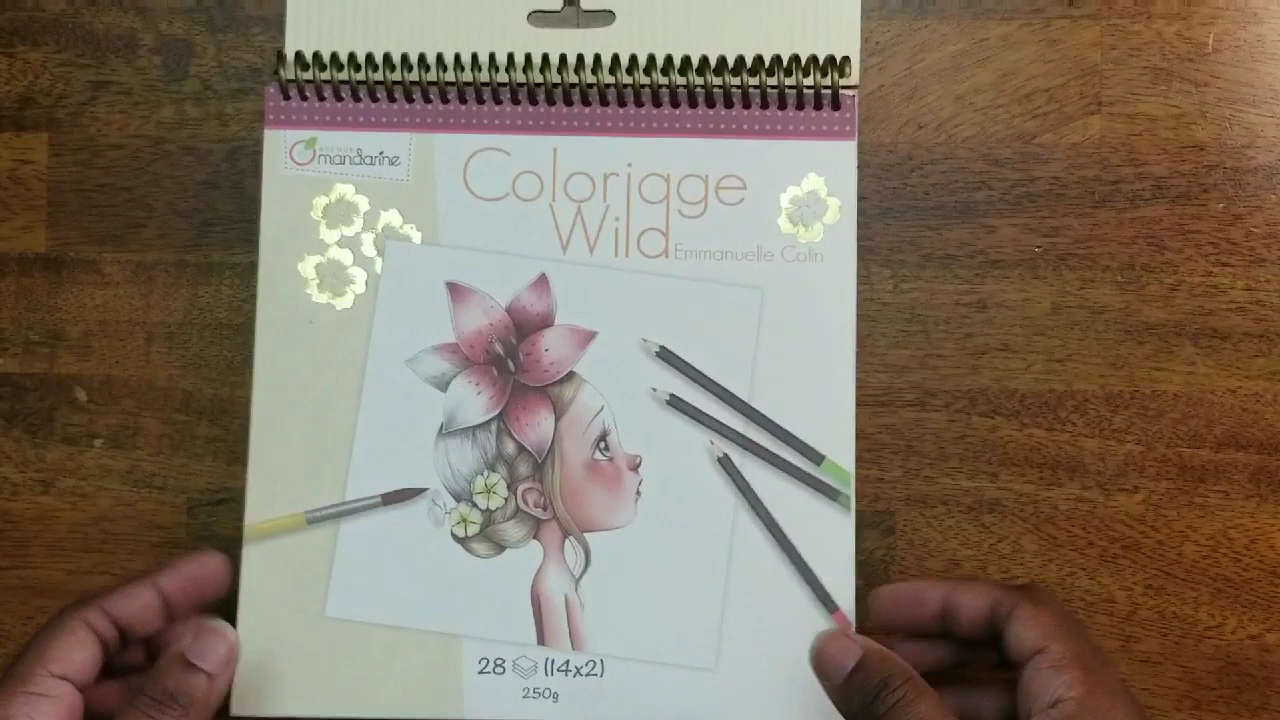 AVENUE
mandarine
Coloriage
Wild
Emmanuelle Colin
28 (14x2)
250g